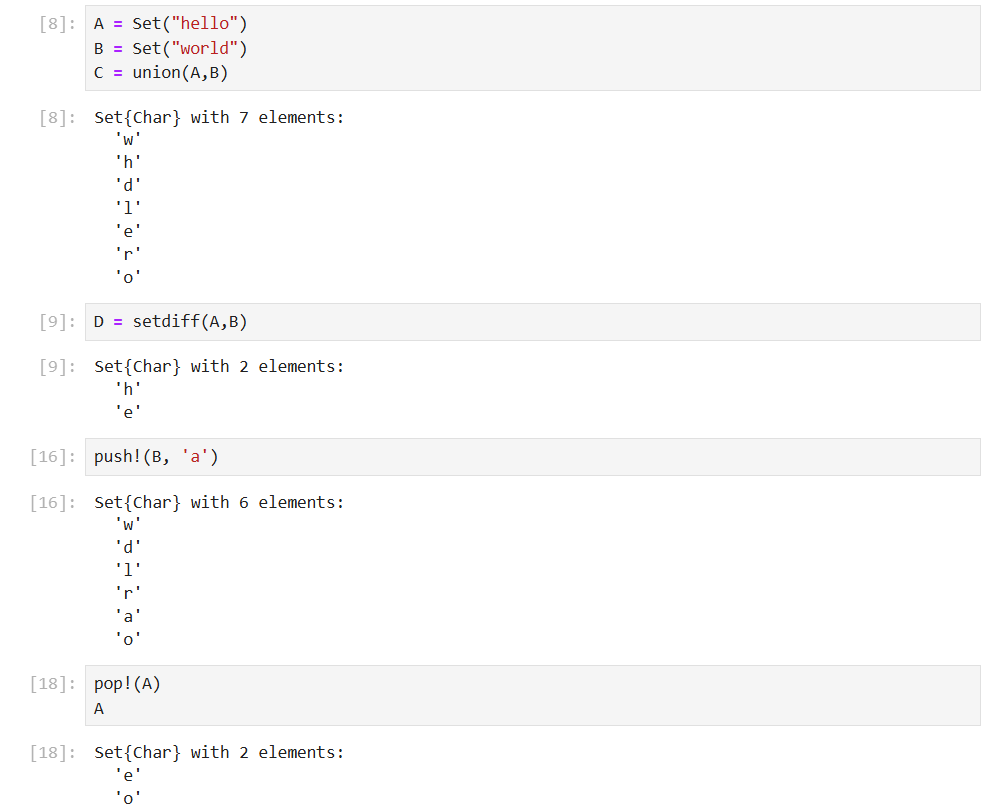 [8]: A = Set("hello")
B = Set("world")
C = union(A,B)
[8]: Set{Char} with 7 elements:
'w'
'h'
'd'
'l'
'e'
'r'
'o'
[9]: D = setdiff(A,B)
[9]: Set{Char} with 2 elements:
'h'
'e'
[16]: push!(B, 'a')
[16]: Set{Char} with 6 elements:
'w'
'd'
'l'
'r'
'a'
'o'
[18]: pop!(A)
A
[18]: Set{Char} with 2 elements:
'e'
'o'